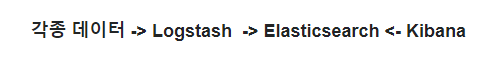 각종 데이터 -> Logstash -> Elasticsearch <- Kibana